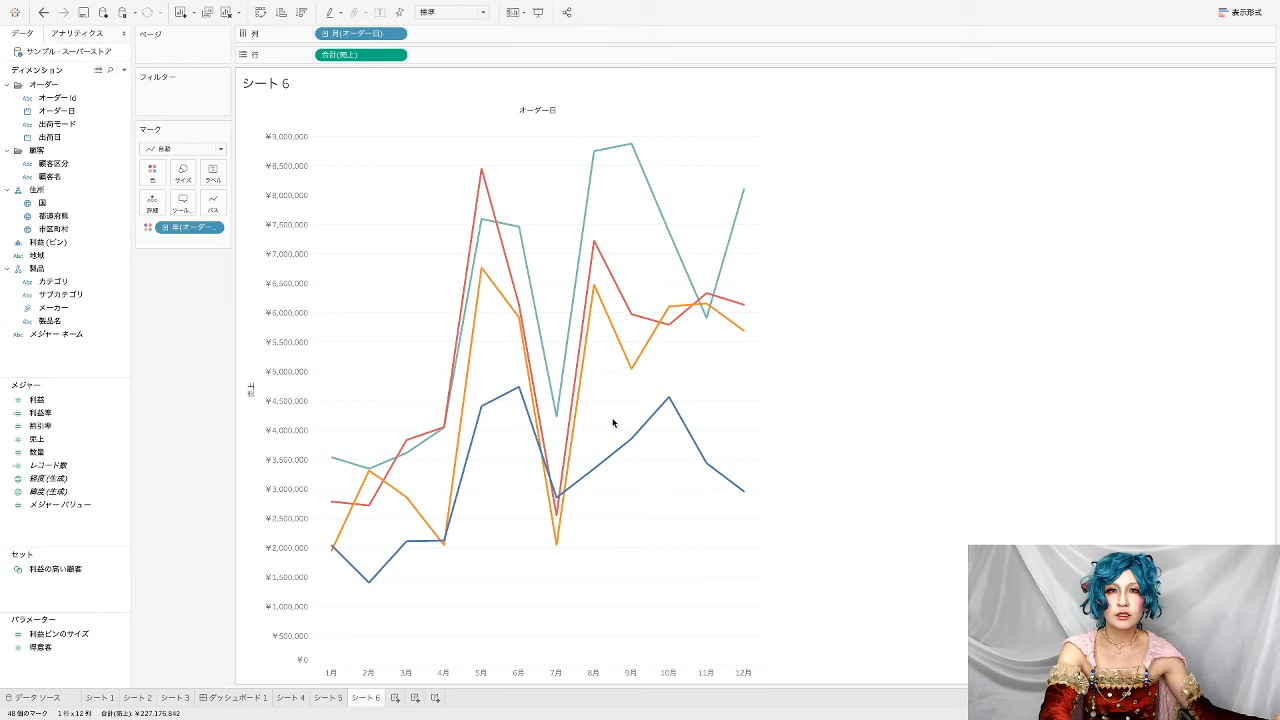 標準
表示形式
データ
アナリティクス
サンプル - スーパーストア
ディメンション
オーダー
Abc オーダー Id
オーダー日
Abc 出荷モード
出荷日
顧客
Abc 顧客区分
Abc 顧客名
住所
国
都道府県
市区町村
利益 (ビン)
Abc 地域
製品
Abc カテゴリ
Abc サブカテゴリ
メーカー
Abc 製品名
Abc メジャー ネーム
メジャー
利益
利益率
割引率
売上
数量
レコード数
経度 (生成)
緯度 (生成)
メジャー バリュー
セット
利益の高い顧客
パラメーター
利益ビンのサイズ
得意客
ページ
フィルター
マーク
自動
色
サイズ
ラベル
詳細
ツール...
パス
年(オーダー...
列
月(オーダー日)
行
合計(売上)
シート 6
オーダー日
売上
¥9,000,000
¥8,500,000
¥8,000,000
¥7,500,000
¥7,000,000
¥6,500,000
¥6,000,000
¥5,500,000
¥5,000,000
¥4,500,000
¥4,000,000
¥3,500,000
¥3,000,000
¥2,500,000
¥2,000,000
¥1,500,000
¥1,000,000
¥500,000
¥0
1月 2月 3月 4月 5月 6月 7月 8月 9月 10月 11月 12月
データ ソース シート 1 シート 2 シート 3 ダッシュボード 1 シート 4 シート 5 シート 6
48 個のマーク 1 行 x 12 列 合計(売上): ¥227,176,842